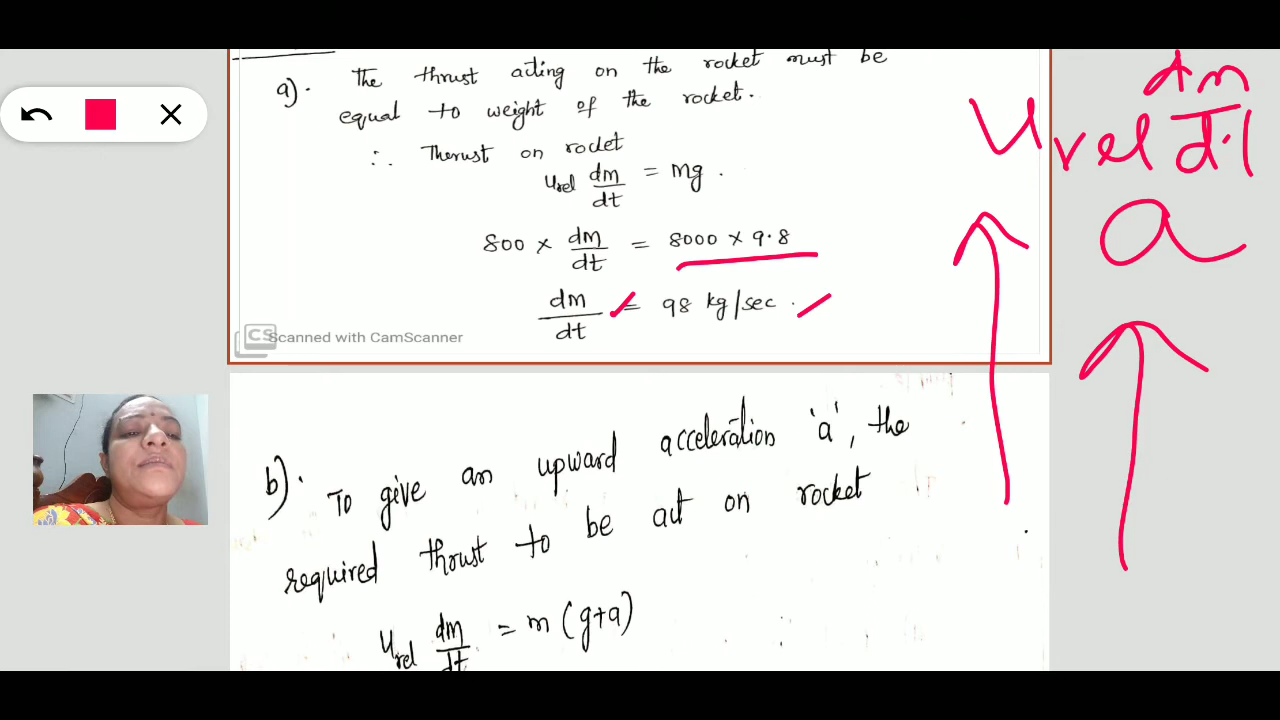 a). The thrust acting on the rocket must be
equal to weight of the rocket.
∴ Therust on rocket
u_rel dm/dt = mg .
800 × dm/dt = 8000 × 9.8
dm/dt = 98 kg/sec .
CS Scanned with CamScanner
b). To give an upward acceleration 'a', the
required thrust to be act on rocket
u_rel dm/dt = m (g+a)
u_rel dm/dt
a